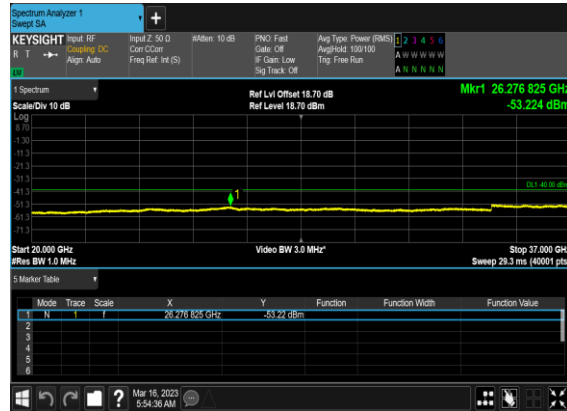 Spectrum Analyzer 1
Swept SA
+
KEYSIGHT Input: RF Input Z: 50 Ω #Atten: 10 dB PNO: Fast Avg Type: Power (RMS) 1 2 3 4 5 6
R T Coupling: DC Corr CCorr Gate: Off Avg|Hold: 100/100 A W W W W W
Align: Auto Freq Ref: Int (S) IF Gain: Low Trig: Free Run
Sig Track: Off A N N N N N
1 Spectrum Ref Lvl Offset 18.70 dB Mkr1 26.276 825 GHz
Scale/Div 10 dB Ref Level 18.70 dBm -53.224 dBm
Log
8.70
-1.30
-11.3
-21.3
-31.3
DL1 -40.00 dBm
-41.3
1
-51.3
-61.3
-71.3
Start 20.000 GHz Video BW 3.0 MHz* Stop 37.000 GHz
#Res BW 1.0 MHz Sweep 29.3 ms (40001 pts)
5 Marker Table
Mode Trace Scale X Y Function Function Width Function Value
1 N 1 f 26.276 825 GHz -53.22 dBm
2
3
4
5
6
? Mar 16, 2023
5:54:36 AM